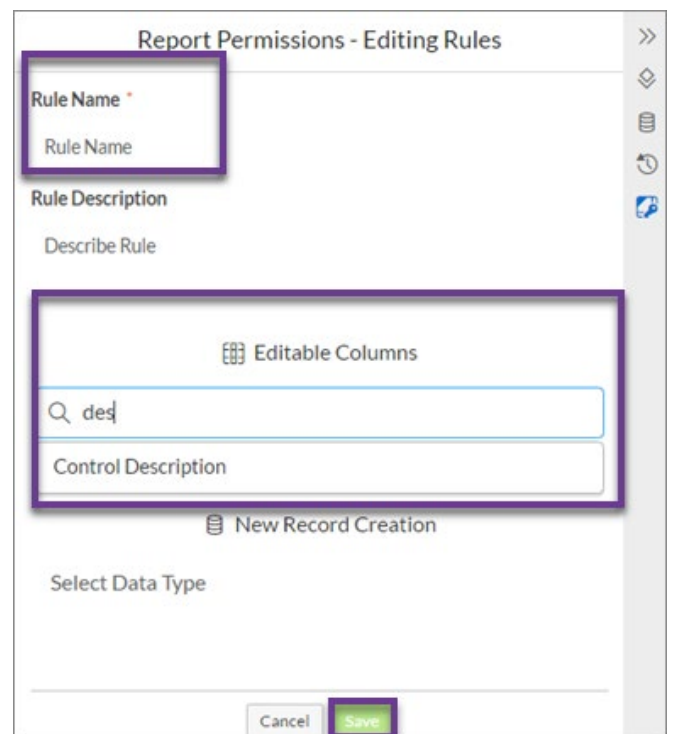 Report Permissions - Editing Rules
Rule Name *
Rule Name
Rule Description
Describe Rule
Editable Columns
des
Control Description
New Record Creation
Select Data Type
Cancel Save